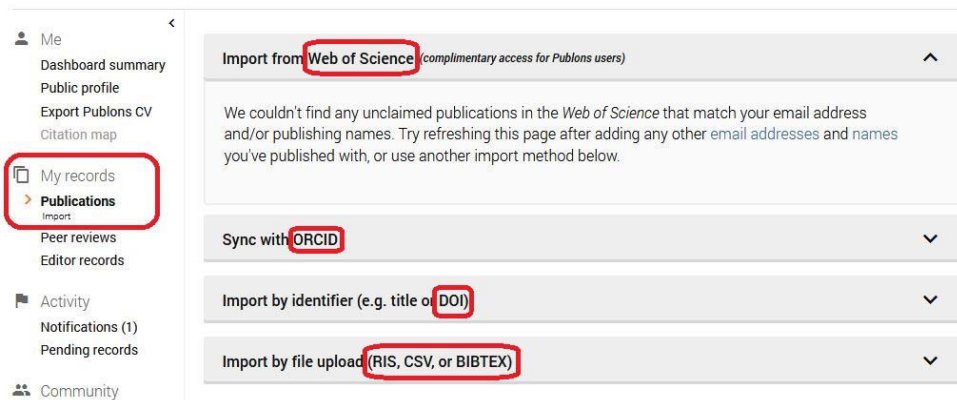 Me
Dashboard summary
Public profile
Export Publons CV
Citation map
My records
Publications
Import
Peer reviews
Editor records
Activity
Notifications (1)
Pending records
Community
Import from Web of Science (complimentary access for Publons users)
We couldn't find any unclaimed publications in the Web of Science that match your email address
and/or publishing names. Try refreshing this page after adding any other email addresses and names
you've published with, or use another import method below.
Sync with ORCID
Import by identifier (e.g. title or DOI)
Import by file upload (RIS, CSV, or BIBTEX)